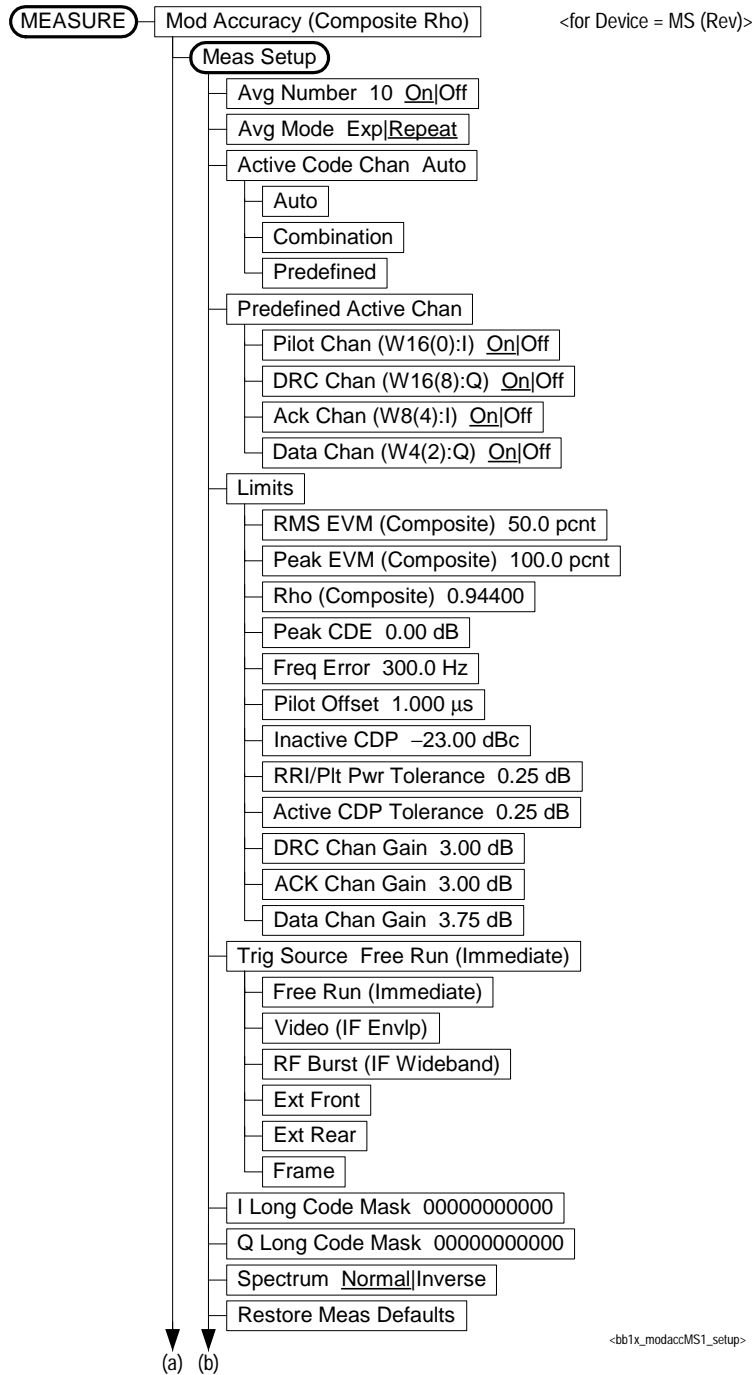 MEASURE Mod Accuracy (Composite Rho) <for Device = MS (Rev)>
Meas Setup
Avg Number 10 On|Off
Avg Mode Exp|Repeat
Active Code Chan Auto
Auto
Combination
Predefined
Predefined Active Chan
Pilot Chan (W16(0):I) On|Off
DRC Chan (W16(8):Q) On|Off
Ack Chan (W8(4):I) On|Off
Data Chan (W4(2):Q) On|Off
Limits
RMS EVM (Composite) 50.0 pcnt
Peak EVM (Composite) 100.0 pcnt
Rho (Composite) 0.94400
Peak CDE 0.00 dB
Freq Error 300.0 Hz
Pilot Offset 1.000 μs
Inactive CDP −23.00 dBc
RRI/Plt Pwr Tolerance 0.25 dB
Active CDP Tolerance 0.25 dB
DRC Chan Gain 3.00 dB
ACK Chan Gain 3.00 dB
Data Chan Gain 3.75 dB
Trig Source Free Run (Immediate)
Free Run (Immediate)
Video (IF Envlp)
RF Burst (IF Wideband)
Ext Front
Ext Rear
Frame
I Long Code Mask 00000000000
Q Long Code Mask 00000000000
Spectrum Normal|Inverse
Restore Meas Defaults
<bb1x_modaccMS1_setup>
(a) (b)